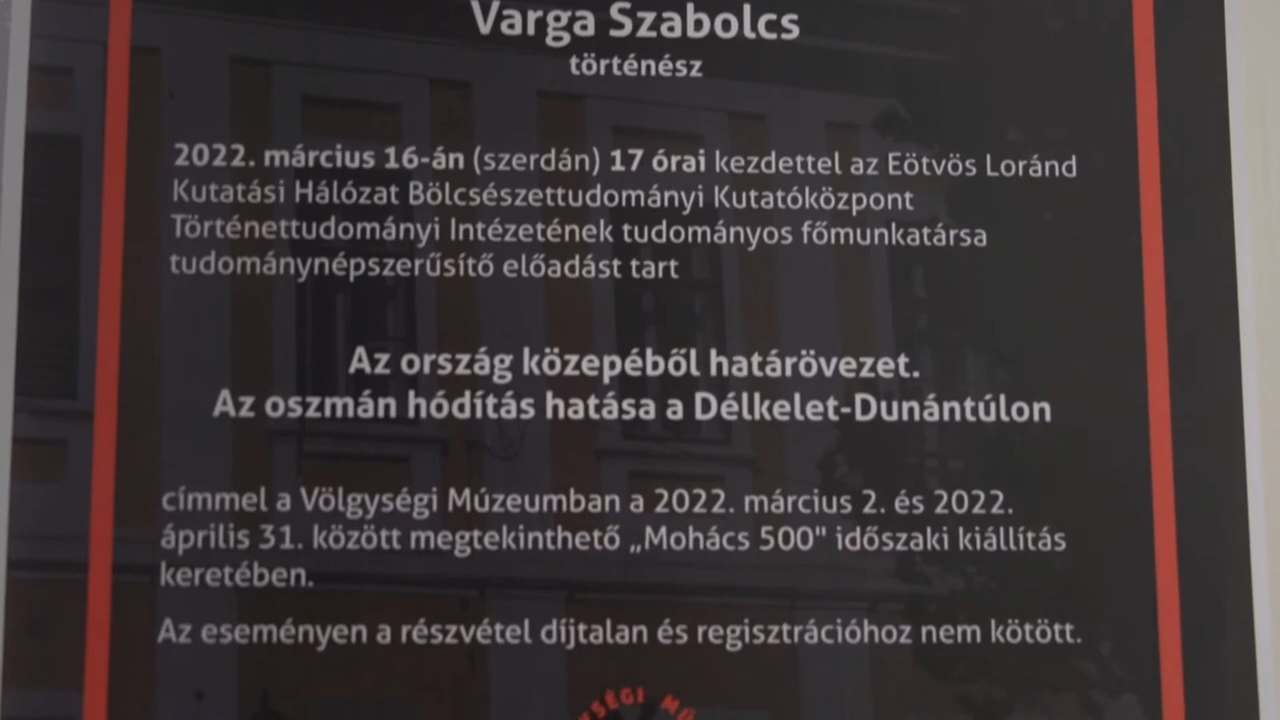 Varga Szabolcs
történész
2022. március 16-án (szerdán) 17 órai kezdettel az Eötvös Loránd
Kutatási Hálózat Bölcsészettudományi Kutatóközpont
Történettudományi Intézetének tudományos főmunkatársa
tudománynépszerűsítő előadást tart
Az ország közepéből határövezet.
Az oszmán hódítás hatása a Délkelet-Dunántúlon
címmel a Völgységi Múzeumban a 2022. március 2. és 2022.
április 31. között megtekinthető „Mohács 500" időszaki kiállítás
keretében.
Az eseményen a részvétel díjtalan és regisztrációhoz nem kötött.